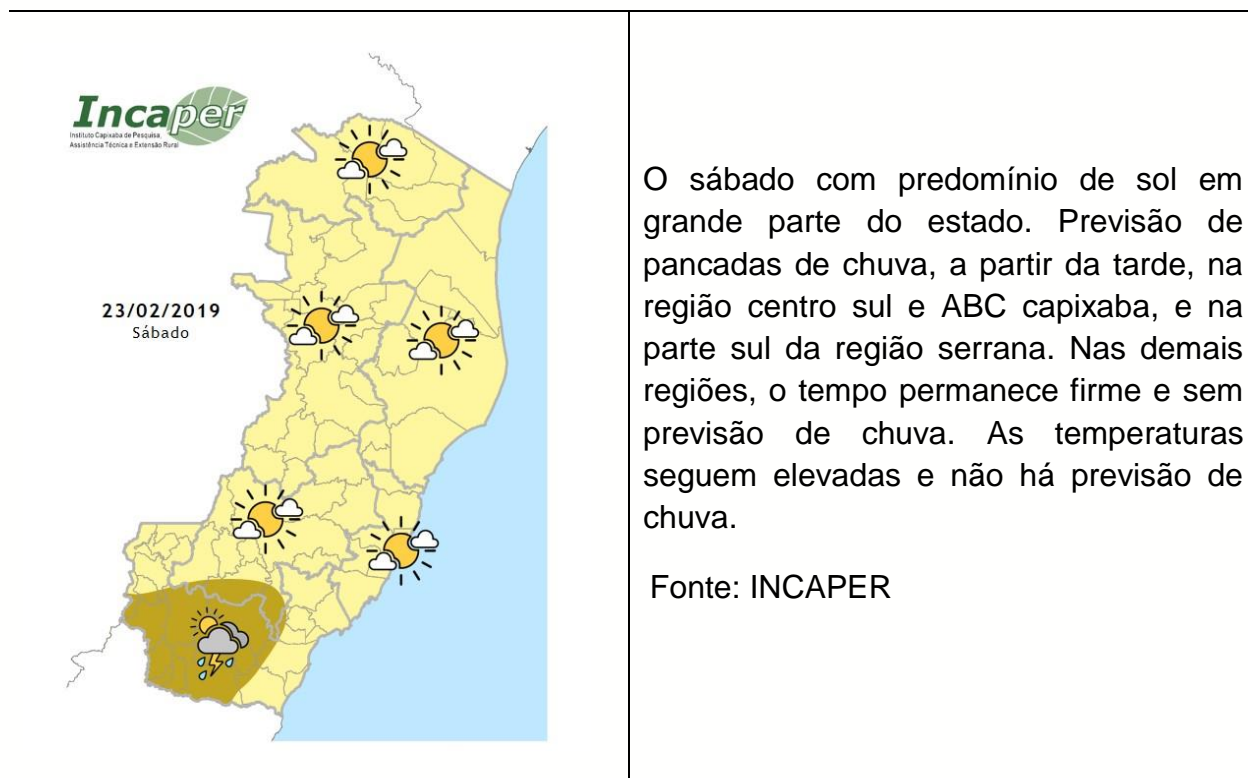 Incaper
Instituto Capixaba de Pesquisa,
Assistência Técnica e Extensão Rural
23/02/2019
Sábado
O sábado com predomínio de sol em
grande parte do estado. Previsão de
pancadas de chuva, a partir da tarde, na
região centro sul e ABC capixaba, e na
parte sul da região serrana. Nas demais
regiões, o tempo permanece firme e sem
previsão de chuva. As temperaturas
seguem elevadas e não há previsão de
chuva.
Fonte: INCAPER